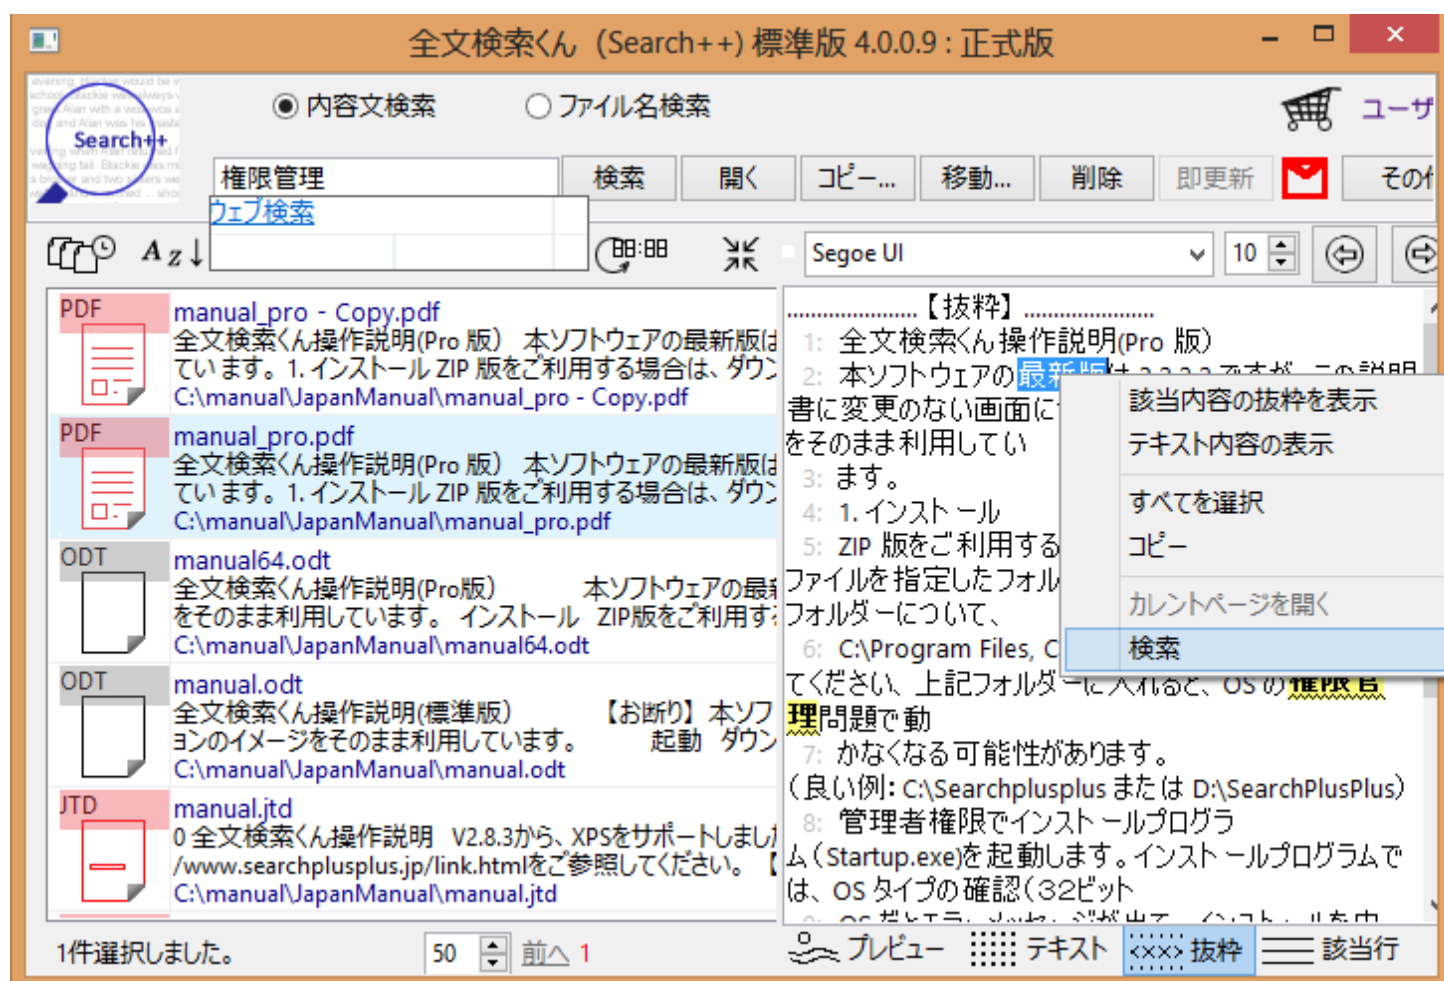 全文検索くん（Search++) 標準版 4.0.0.9 : 正式版
Search++
内容文検索 ファイル名検索
ユーザ
権限管理 検索 開く コピー... 移動... 削除 即更新
ウェブ検索
Segoe UI 10
PDF
manual_pro - Copy.pdf
全文検索くん操作説明(Pro 版） 本ソフトウェアの最新版は
ています。1. インストール ZIP 版をご利用する場合は、ダウン
C:\manual\JapanManual\manual_pro - Copy.pdf
PDF
manual_pro.pdf
全文検索くん操作説明(Pro 版） 本ソフトウェアの最新版は
ています。1. インストール ZIP 版をご利用する場合は、ダウン
C:\manual\JapanManual\manual_pro.pdf
ODT
manual64.odt
全文検索くん操作説明(Pro版） 本ソフトウェアの最新
をそのまま利用しています。 インストール ZIP版をご利用す
C:\manual\JapanManual\manual64.odt
ODT
manual.odt
全文検索くん操作説明(標準版） 【お断り】本ソフ
ョンのイメージをそのまま利用しています。 起動 ダウン
C:\manual\JapanManual\manual.odt
JTD
manual.jtd
0 全文検索くん操作説明 V2.8.3から、XPSをサポートしまし
/www.searchplusplus.jp/link.htmlをご参照してください。 【
C:\manual\JapanManual\manual.jtd
......................【抜粋】......................
1: 全文検索くん操作説明(Pro 版）
2: 本ソフトウェアの最新版は
書に変更のない画面に
をそのまま利用してい
3: ます。
4: 1. インストール
5: ZIP 版をご利用する
ファイルを指定したフォル
フォルダーについて、
6: C:\Program Files, C
てください、上記フォルダーに入れると、OS の権限管
理問題で動
7: かなくなる可能性があります。
（良い例: C:\Searchplusplus または D:\SearchPlusPlus）
8: 管理者権限でインストールプログラ
ム（Startup.exe)を起動します。インストールプログラムで
は、OS タイプの確認（32ビット
該当内容の抜粋を表示
テキスト内容の表示
すべてを選択
コピー
カレントページを開く
検索
1件選択しました。 50 前へ 1
プレビュー テキスト 抜粋 該当行